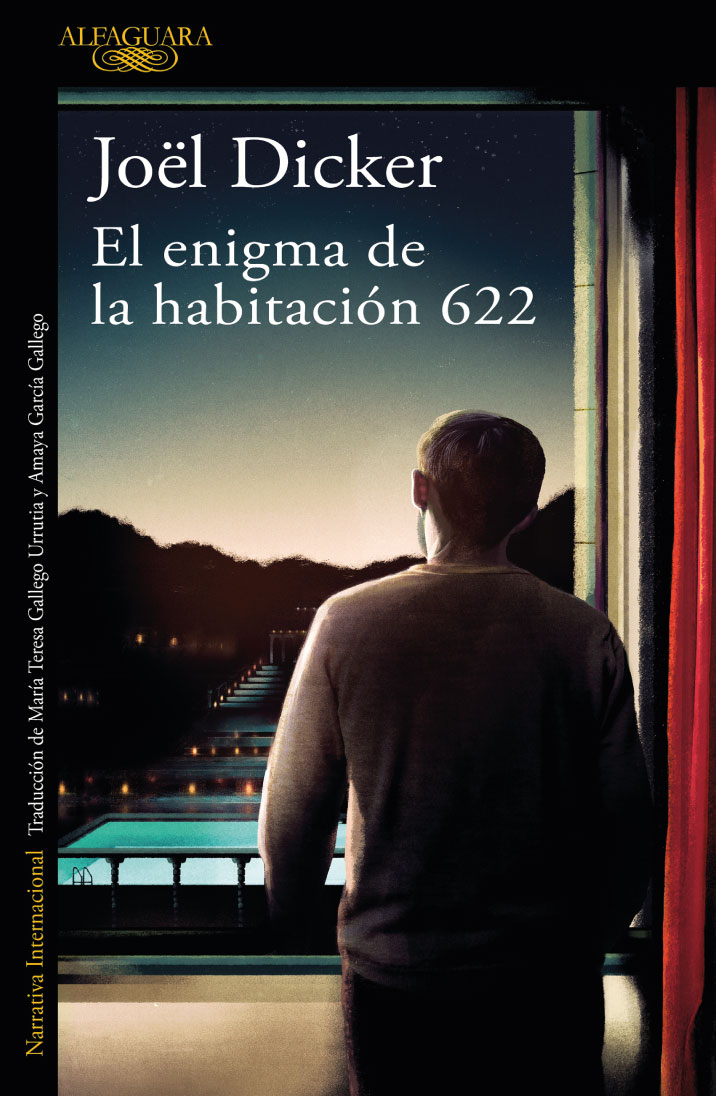 ALFAGUARA
Joël Dicker
El enigma de
la habitación 622
Narrativa Internacional Traducción de María Teresa Gallego Urrutia y Amaya García Gallego